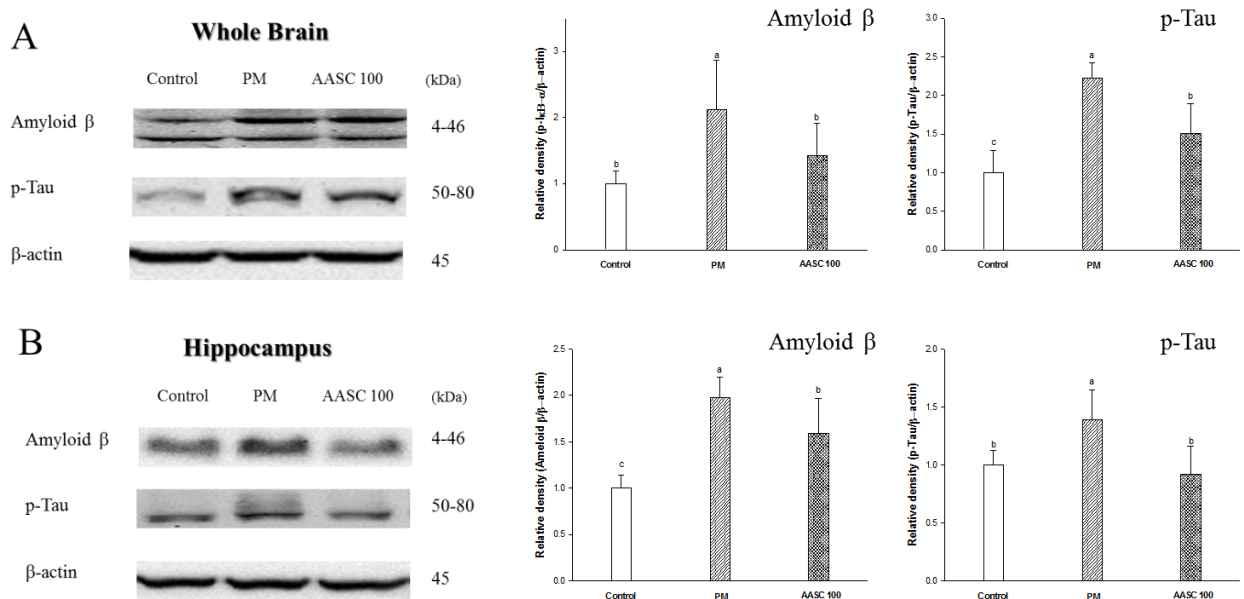 A
Whole Brain
Control PM AASC 100 (kDa)
Amyloid β 4-46
p-Tau 50-80
β-actin 45
Amyloid β
Relative density (p-IκB-α/β-actin)
3
2
1
0
a
b
b
Control PM AASC 100
p-Tau
Relative density (p-Tau/β-actin)
3.0
2.5
2.0
1.5
1.0
0.5
0.0
a
b
c
Control PM AASC 100
B
Hippocampus
Control PM AASC 100 (kDa)
Amyloid β 4-46
p-Tau 50-80
β-actin 45
Amyloid β
Relative density (Ameloid β/β-actin)
2.5
2.0
1.5
1.0
0.5
0.0
a
b
c
Control PM AASC 100
p-Tau
Relative density (p-Tau/β-actin)
2.0
1.5
1.0
0.5
0.0
a
b
b
Control PM AASC 100